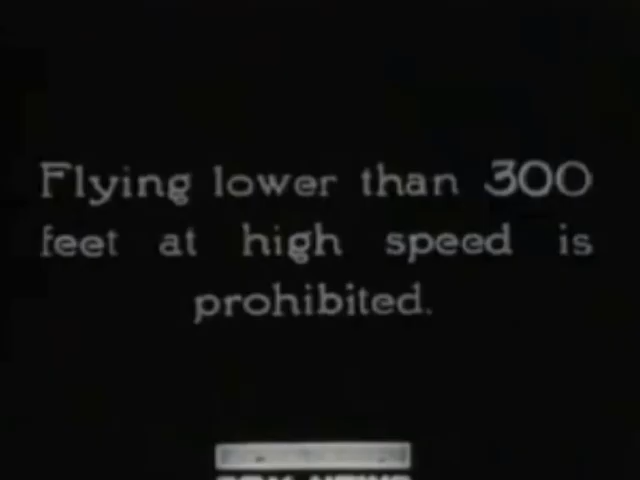 Flying lower than 300
feet at high speed is
prohibited.